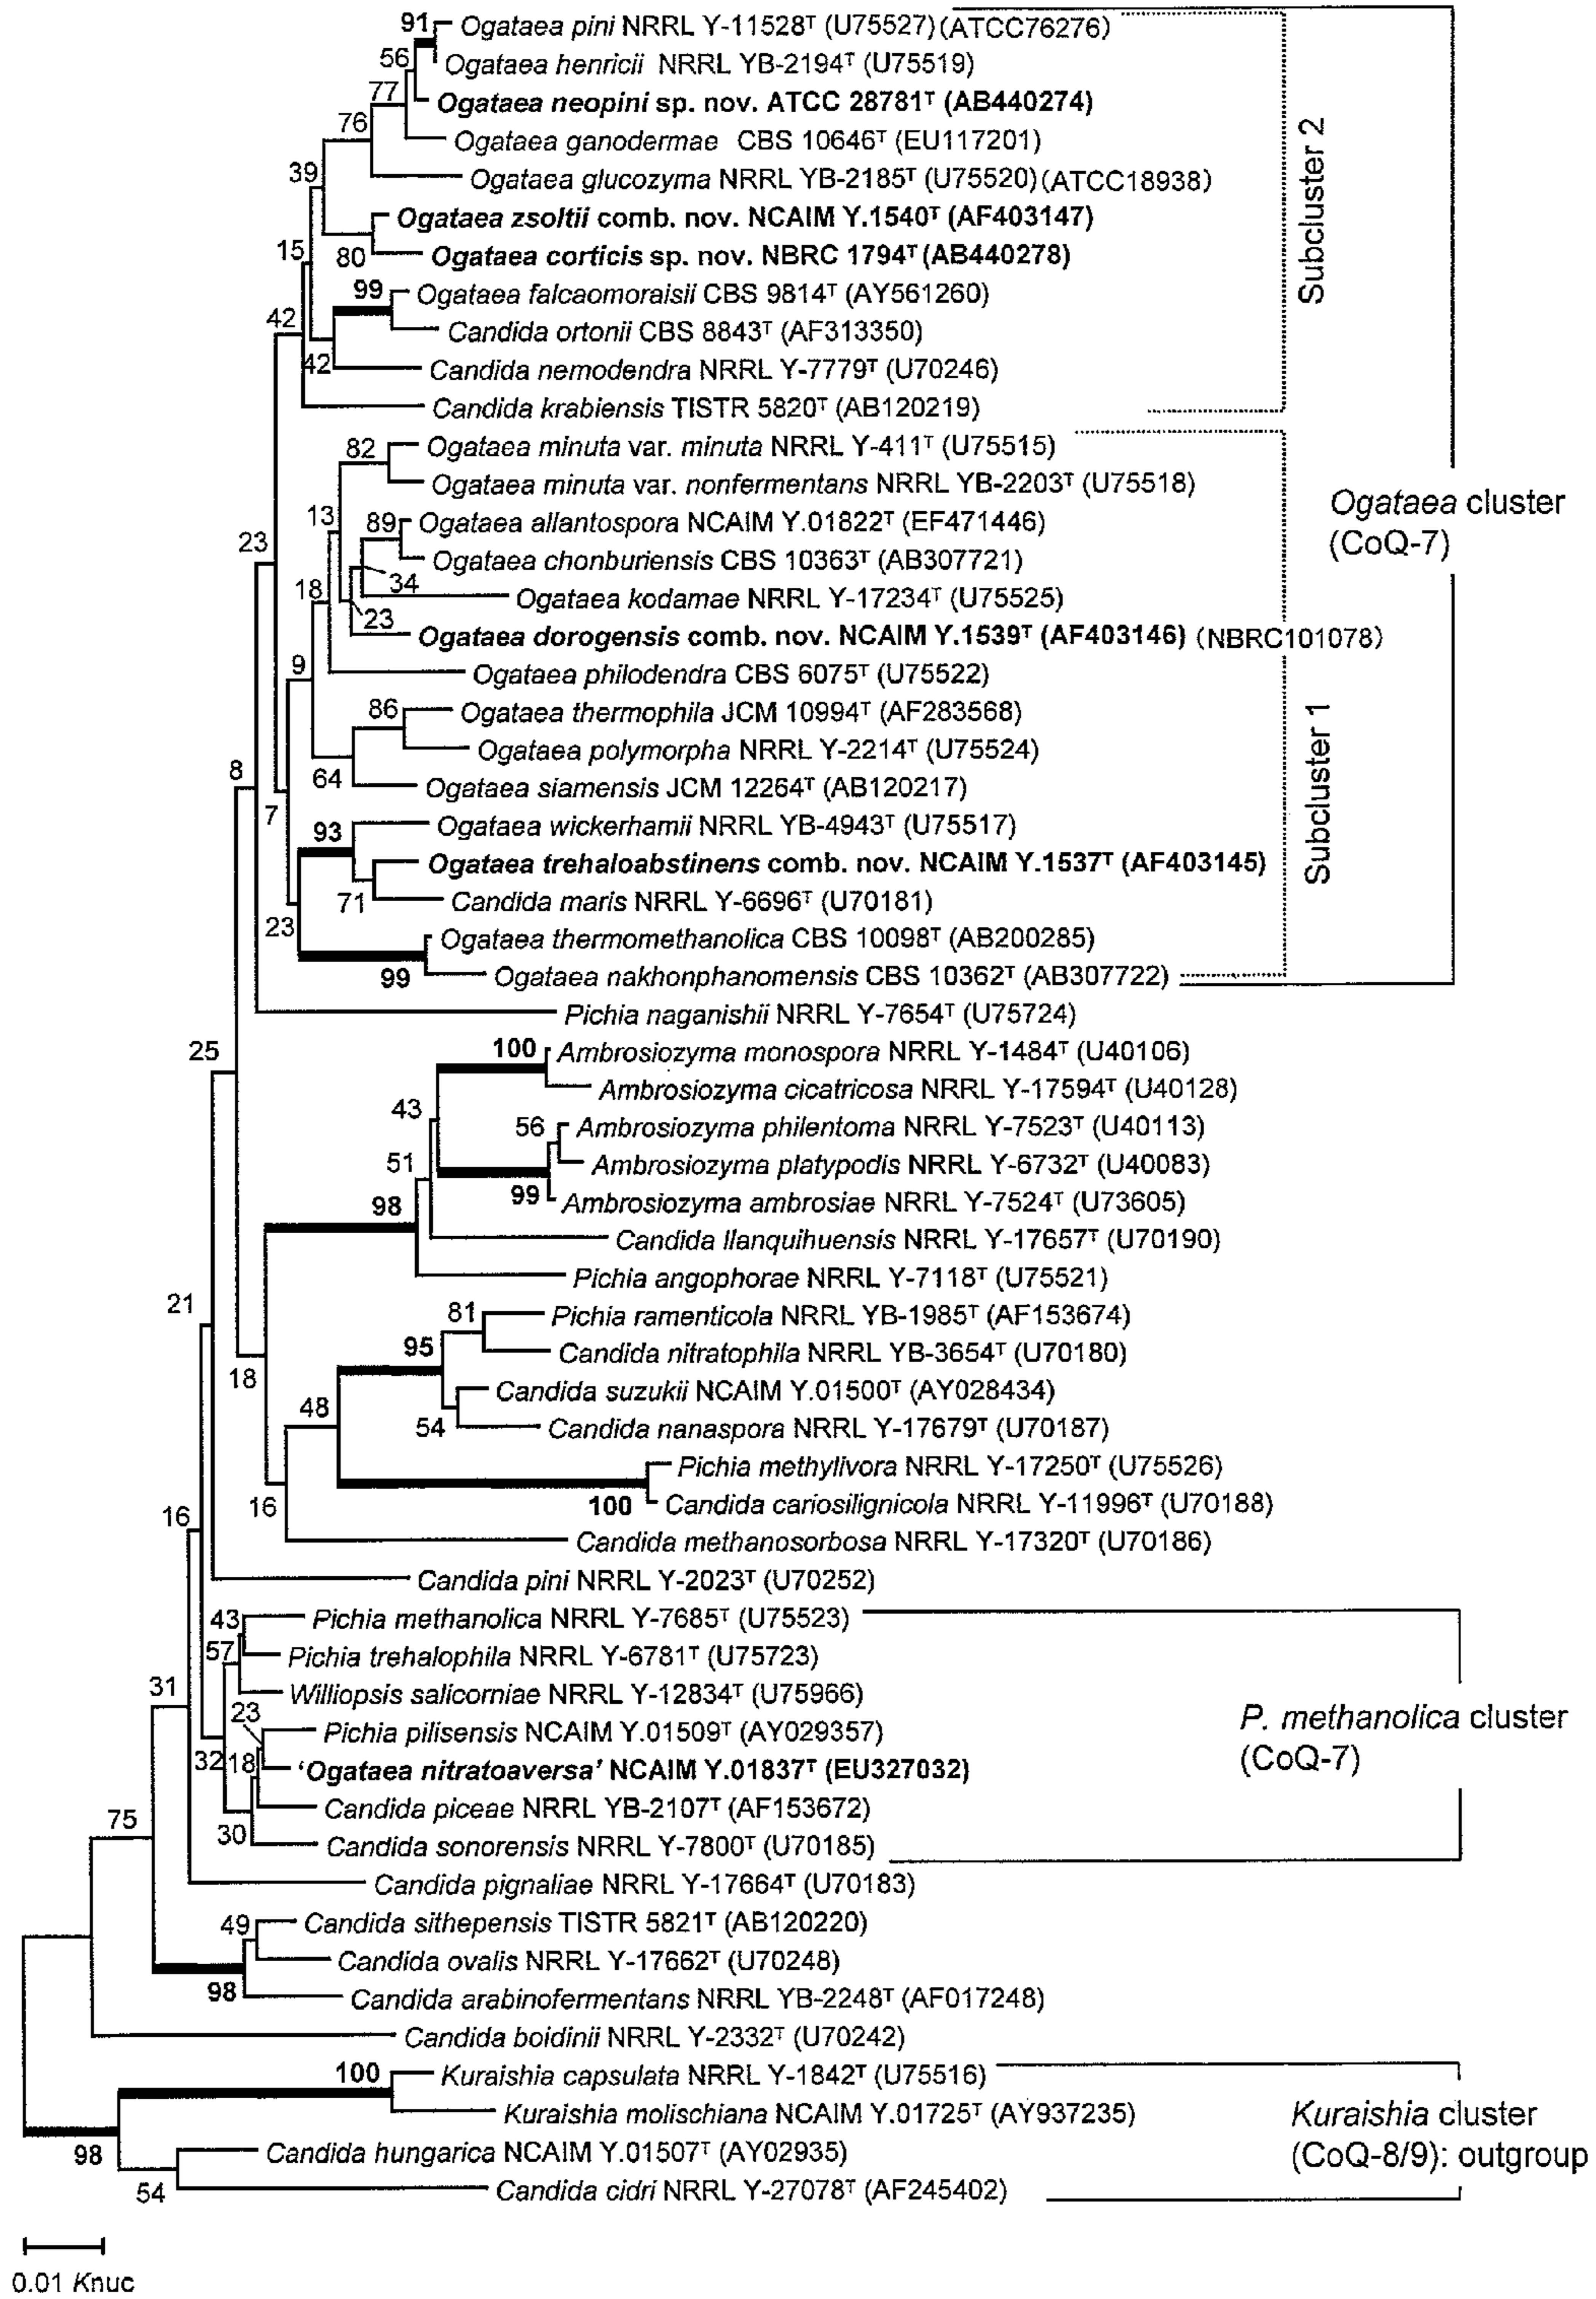 91
Ogataea pini NRRL Y-11528ᵀ (U75527)(ATCC76276)
56
Ogataea henricii NRRL YB-2194ᵀ (U75519)
77
Ogataea neopini sp. nov. ATCC 28781ᵀ (AB440274)
76
Ogataea ganodermae CBS 10646ᵀ (EU117201)
39
Ogataea glucozyma NRRL YB-2185ᵀ (U75520)(ATCC18938)
Ogataea zsoltii comb. nov. NCAIM Y.1540ᵀ (AF403147)
15
80
Ogataea corticis sp. nov. NBRC 1794ᵀ (AB440278)
99
Ogataea falcaomoraisii CBS 9814ᵀ (AY561260)
42
Candida ortonii CBS 8843ᵀ (AF313350)
42
Candida nemodendra NRRL Y-7779ᵀ (U70246)
Candida krabiensis TISTR 5820ᵀ (AB120219)
Subcluster 2
82
Ogataea minuta var. minuta NRRL Y-411ᵀ (U75515)
Ogataea minuta var. nonfermentans NRRL YB-2203ᵀ (U75518)
13
89
Ogataea allantospora NCAIM Y.01822ᵀ (EF471446)
23
Ogataea chonburiensis CBS 10363ᵀ (AB307721)
34
18
Ogataea kodamae NRRL Y-17234ᵀ (U75525)
23
Ogataea dorogensis comb. nov. NCAIM Y.1539ᵀ (AF403146) (NBRC101078)
9
Ogataea philodendra CBS 6075ᵀ (U75522)
86
Ogataea thermophila JCM 10994ᵀ (AF283568)
Ogataea polymorpha NRRL Y-2214ᵀ (U75524)
8
64
Ogataea siamensis JCM 12264ᵀ (AB120217)
7
93
Ogataea wickerhamii NRRL YB-4943ᵀ (U75517)
Ogataea trehaloabstinens comb. nov. NCAIM Y.1537ᵀ (AF403145)
71
Candida maris NRRL Y-6696ᵀ (U70181)
23
Ogataea thermomethanolica CBS 10098ᵀ (AB200285)
99
Ogataea nakhonphanomensis CBS 10362ᵀ (AB307722)
Subcluster 1
Ogataea cluster
(CoQ-7)
Pichia naganishii NRRL Y-7654ᵀ (U75724)
25
100
Ambrosiozyma monospora NRRL Y-1484ᵀ (U40106)
Ambrosiozyma cicatricosa NRRL Y-17594ᵀ (U40128)
43
56
Ambrosiozyma philentoma NRRL Y-7523ᵀ (U40113)
51
Ambrosiozyma platypodis NRRL Y-6732ᵀ (U40083)
98
99
Ambrosiozyma ambrosiae NRRL Y-7524ᵀ (U73605)
Candida llanquihuensis NRRL Y-17657ᵀ (U70190)
Pichia angophorae NRRL Y-7118ᵀ (U75521)
21
81
Pichia ramenticola NRRL YB-1985ᵀ (AF153674)
95
Candida nitratophila NRRL YB-3654ᵀ (U70180)
18
Candida suzukii NCAIM Y.01500ᵀ (AY028434)
48
54
Candida nanaspora NRRL Y-17679ᵀ (U70187)
Pichia methylivora NRRL Y-17250ᵀ (U75526)
16
16
100
Candida cariosilignicola NRRL Y-11996ᵀ (U70188)
Candida methanosorbosa NRRL Y-17320ᵀ (U70186)
Candida pini NRRL Y-2023ᵀ (U70252)
43
Pichia methanolica NRRL Y-7685ᵀ (U75523)
57
Pichia trehalophila NRRL Y-6781ᵀ (U75723)
31
Williopsis salicorniae NRRL Y-12834ᵀ (U75966)
23
Pichia pilisensis NCAIM Y.01509ᵀ (AY029357)
32
18
‘Ogataea nitratoaversa’ NCAIM Y.01837ᵀ (EU327032)
Candida piceae NRRL YB-2107ᵀ (AF153672)
75
30
Candida sonorensis NRRL Y-7800ᵀ (U70185)
P. methanolica cluster
(CoQ-7)
Candida pignaliae NRRL Y-17664ᵀ (U70183)
49
Candida sithepensis TISTR 5821ᵀ (AB120220)
Candida ovalis NRRL Y-17662ᵀ (U70248)
98
Candida arabinofermentans NRRL YB-2248ᵀ (AF017248)
Candida boidinii NRRL Y-2332ᵀ (U70242)
100
Kuraishia capsulata NRRL Y-1842ᵀ (U75516)
Kuraishia molischiana NCAIM Y.01725ᵀ (AY937235)
98
Candida hungarica NCAIM Y.01507ᵀ (AY02935)
54
Candida cidri NRRL Y-27078ᵀ (AF245402)
Kuraishia cluster
(CoQ-8/9): outgroup
0.01 Knuc